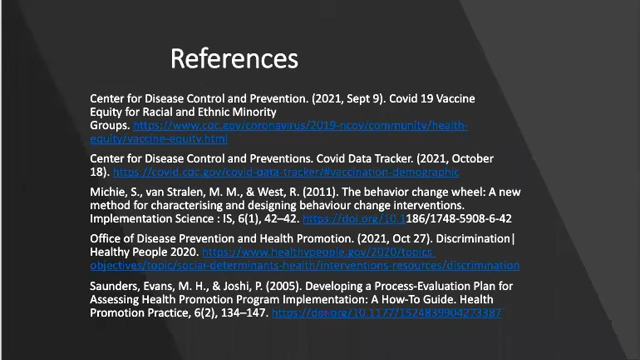 References
Center for Disease Control and Prevention. (2021, Sept 9). Covid 19 Vaccine
Equity for Racial and Ethnic Minority
Groups. https://www.cdc.gov/coronavirus/2019-ncov/community/health-
equity/vaccine-equity.html
Center for Disease Control and Preventions. Covid Data Tracker. (2021, October
18). https://covid.cdc.gov/covid-data-tracker/#vaccination-demographic
Michie, S., van Stralen, M. M., & West, R. (2011). The behavior change wheel: A new
method for characterising and designing behaviour change interventions.
Implementation Science : IS, 6(1), 42–42. https://doi.org/10.1186/1748-5908-6-42
Office of Disease Prevention and Health Promotion. (2021, Oct 27). Discrimination|
Healthy People 2020. https://www.healthypeople.gov/2020/topics-
objectives/topic/social-determinants-health/interventions-resources/discrimination
Saunders, Evans, M. H., & Joshi, P. (2005). Developing a Process-Evaluation Plan for
Assessing Health Promotion Program Implementation: A How-To Guide. Health
Promotion Practice, 6(2), 134–147. https://doi.org/10.1177/1524839904273387